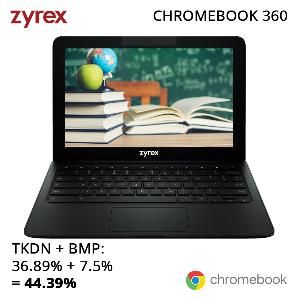 zyrex
CHROMEBOOK 360
zyrex
TKDN + BMP:
36.89% + 7.5%
= 44.39%
chromebook